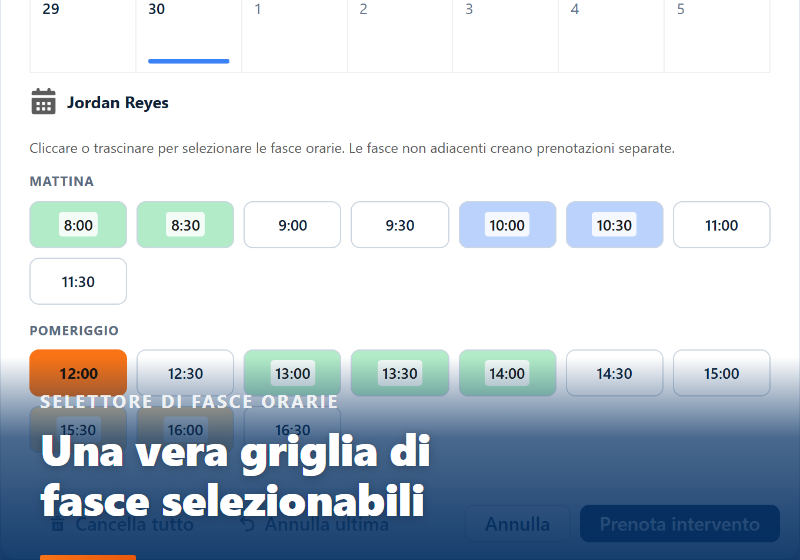 29 30 1 2 3 4 5
Jordan Reyes
Cliccare o trascinare per selezionare le fasce orarie. Le fasce non adiacenti creano prenotazioni separate.
MATTINA
8:00 8:30 9:00 9:30 10:00 10:30 11:00
11:30
POMERIGGIO
12:00 12:30 13:00 13:30 14:00 14:30 15:00
SELETTORE DI FASCE ORARIE
15:30 16:00 16:30
Una vera griglia di
fasce selezionabili
Cancella tutto Annulla ultima Annulla Prenota intervento